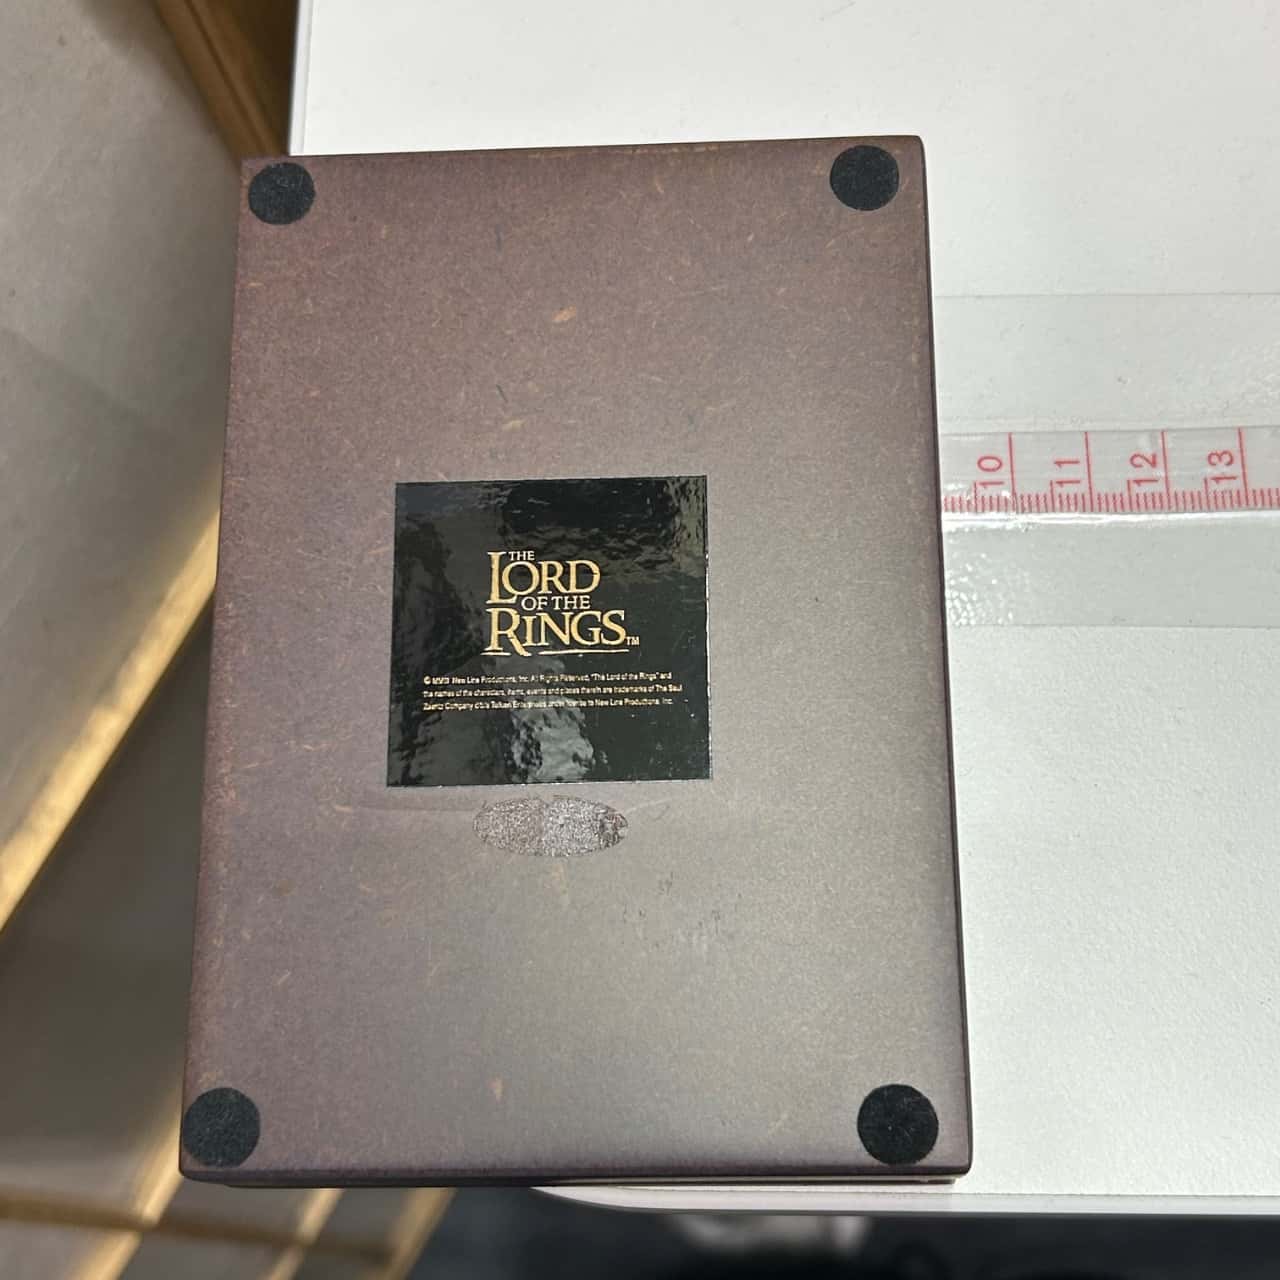 THE
LORD
OF THE
RINGS™
© New Line Productions, Inc. All Rights Reserved. "The Lord of the Rings" and
the names of the characters, items, events and places therein are trademarks of The Saul
Zaentz Company d/b/a Tolkien Enterprises under license to New Line Productions, Inc.
10 11 12 13